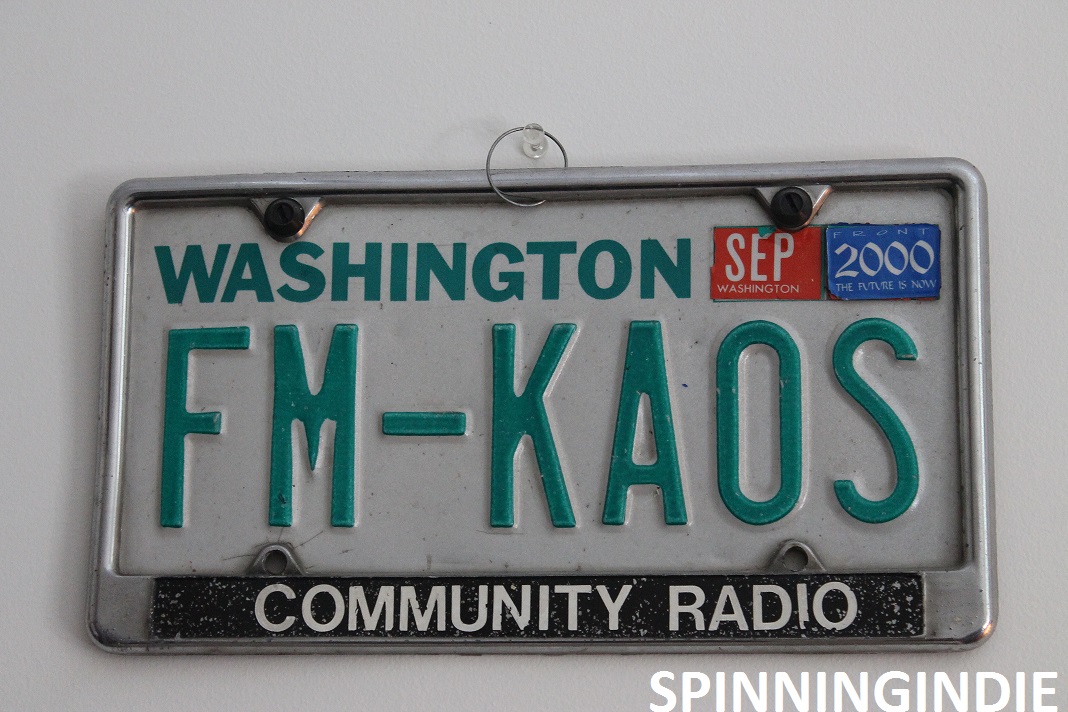 WASHINGTON
SEP
WASHINGTON
FRONT
2000
THE FUTURE IS NOW
FM-KAOS
COMMUNITY RADIO
SPINNINGINDIE